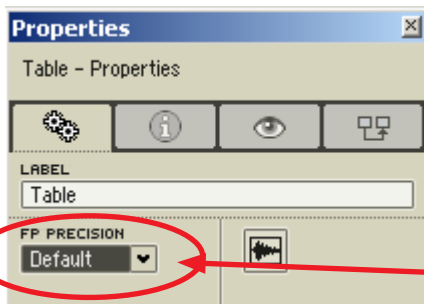 Properties
Table - Properties
LABEL
Table
FP PRECISION
Default